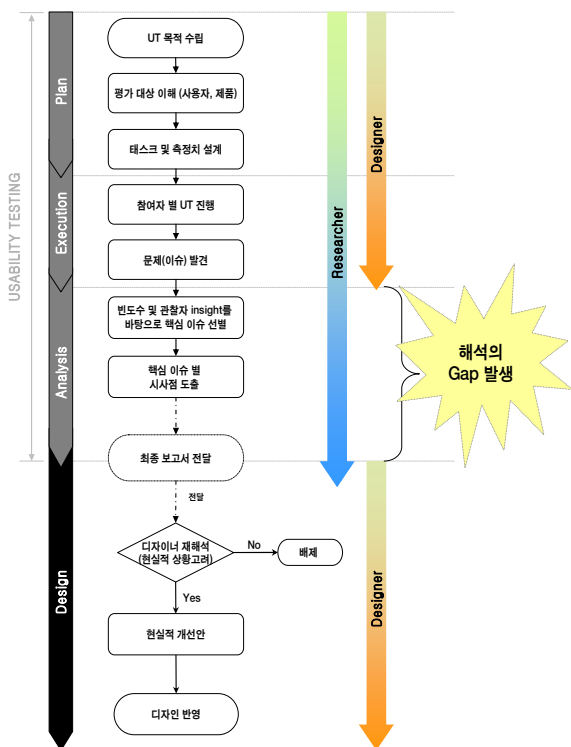 UT 목적 수립
평가 대상 이해 (사용자, 제품)
태스크 및 측정치 설계
참여자 별 UT 진행
문제(이슈) 발견
빈도수 및 관찰자 insight를
바탕으로 핵심 이슈 선별
핵심 이슈 별
시사점 도출
최종 보고서 전달
전달
디자이너 재해석
(현실적 상황고려)
No
배제
Yes
현실적 개선안
디자인 반영
USABILITY TESTING
Plan
Execution
Analysis
Design
Researcher
Designer
해석의
Gap 발생
Designer